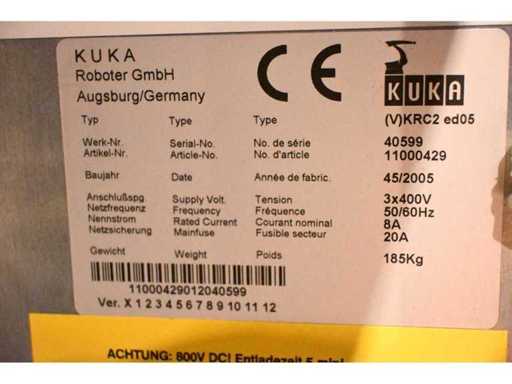 KUKA
Roboter GmbH
Augsburg/Germany
CE
KUKA
Typ Type Type (V)KRC2 ed05
Werk-Nr. Serial-No. No. de série 40599
Artikel-Nr. Article-No. No. d'article 11000429
Baujahr Date Année de fabric. 45/2005
Anschlußspg. Supply Volt. Tension 3x400V
Netzfrequenz Frequency Fréquence 50/60Hz
Nennstrom Rated Current Courant nominal 8A
Netzsicherung Mainfuse Fusible secteur 20A
Gewicht Weight Poids 185Kg
11000429012040599
Ver. X 1 2 3 4 5 6 7 8 9 10 11 12
ACHTUNG: 800V DC! Entladezeit 5 min